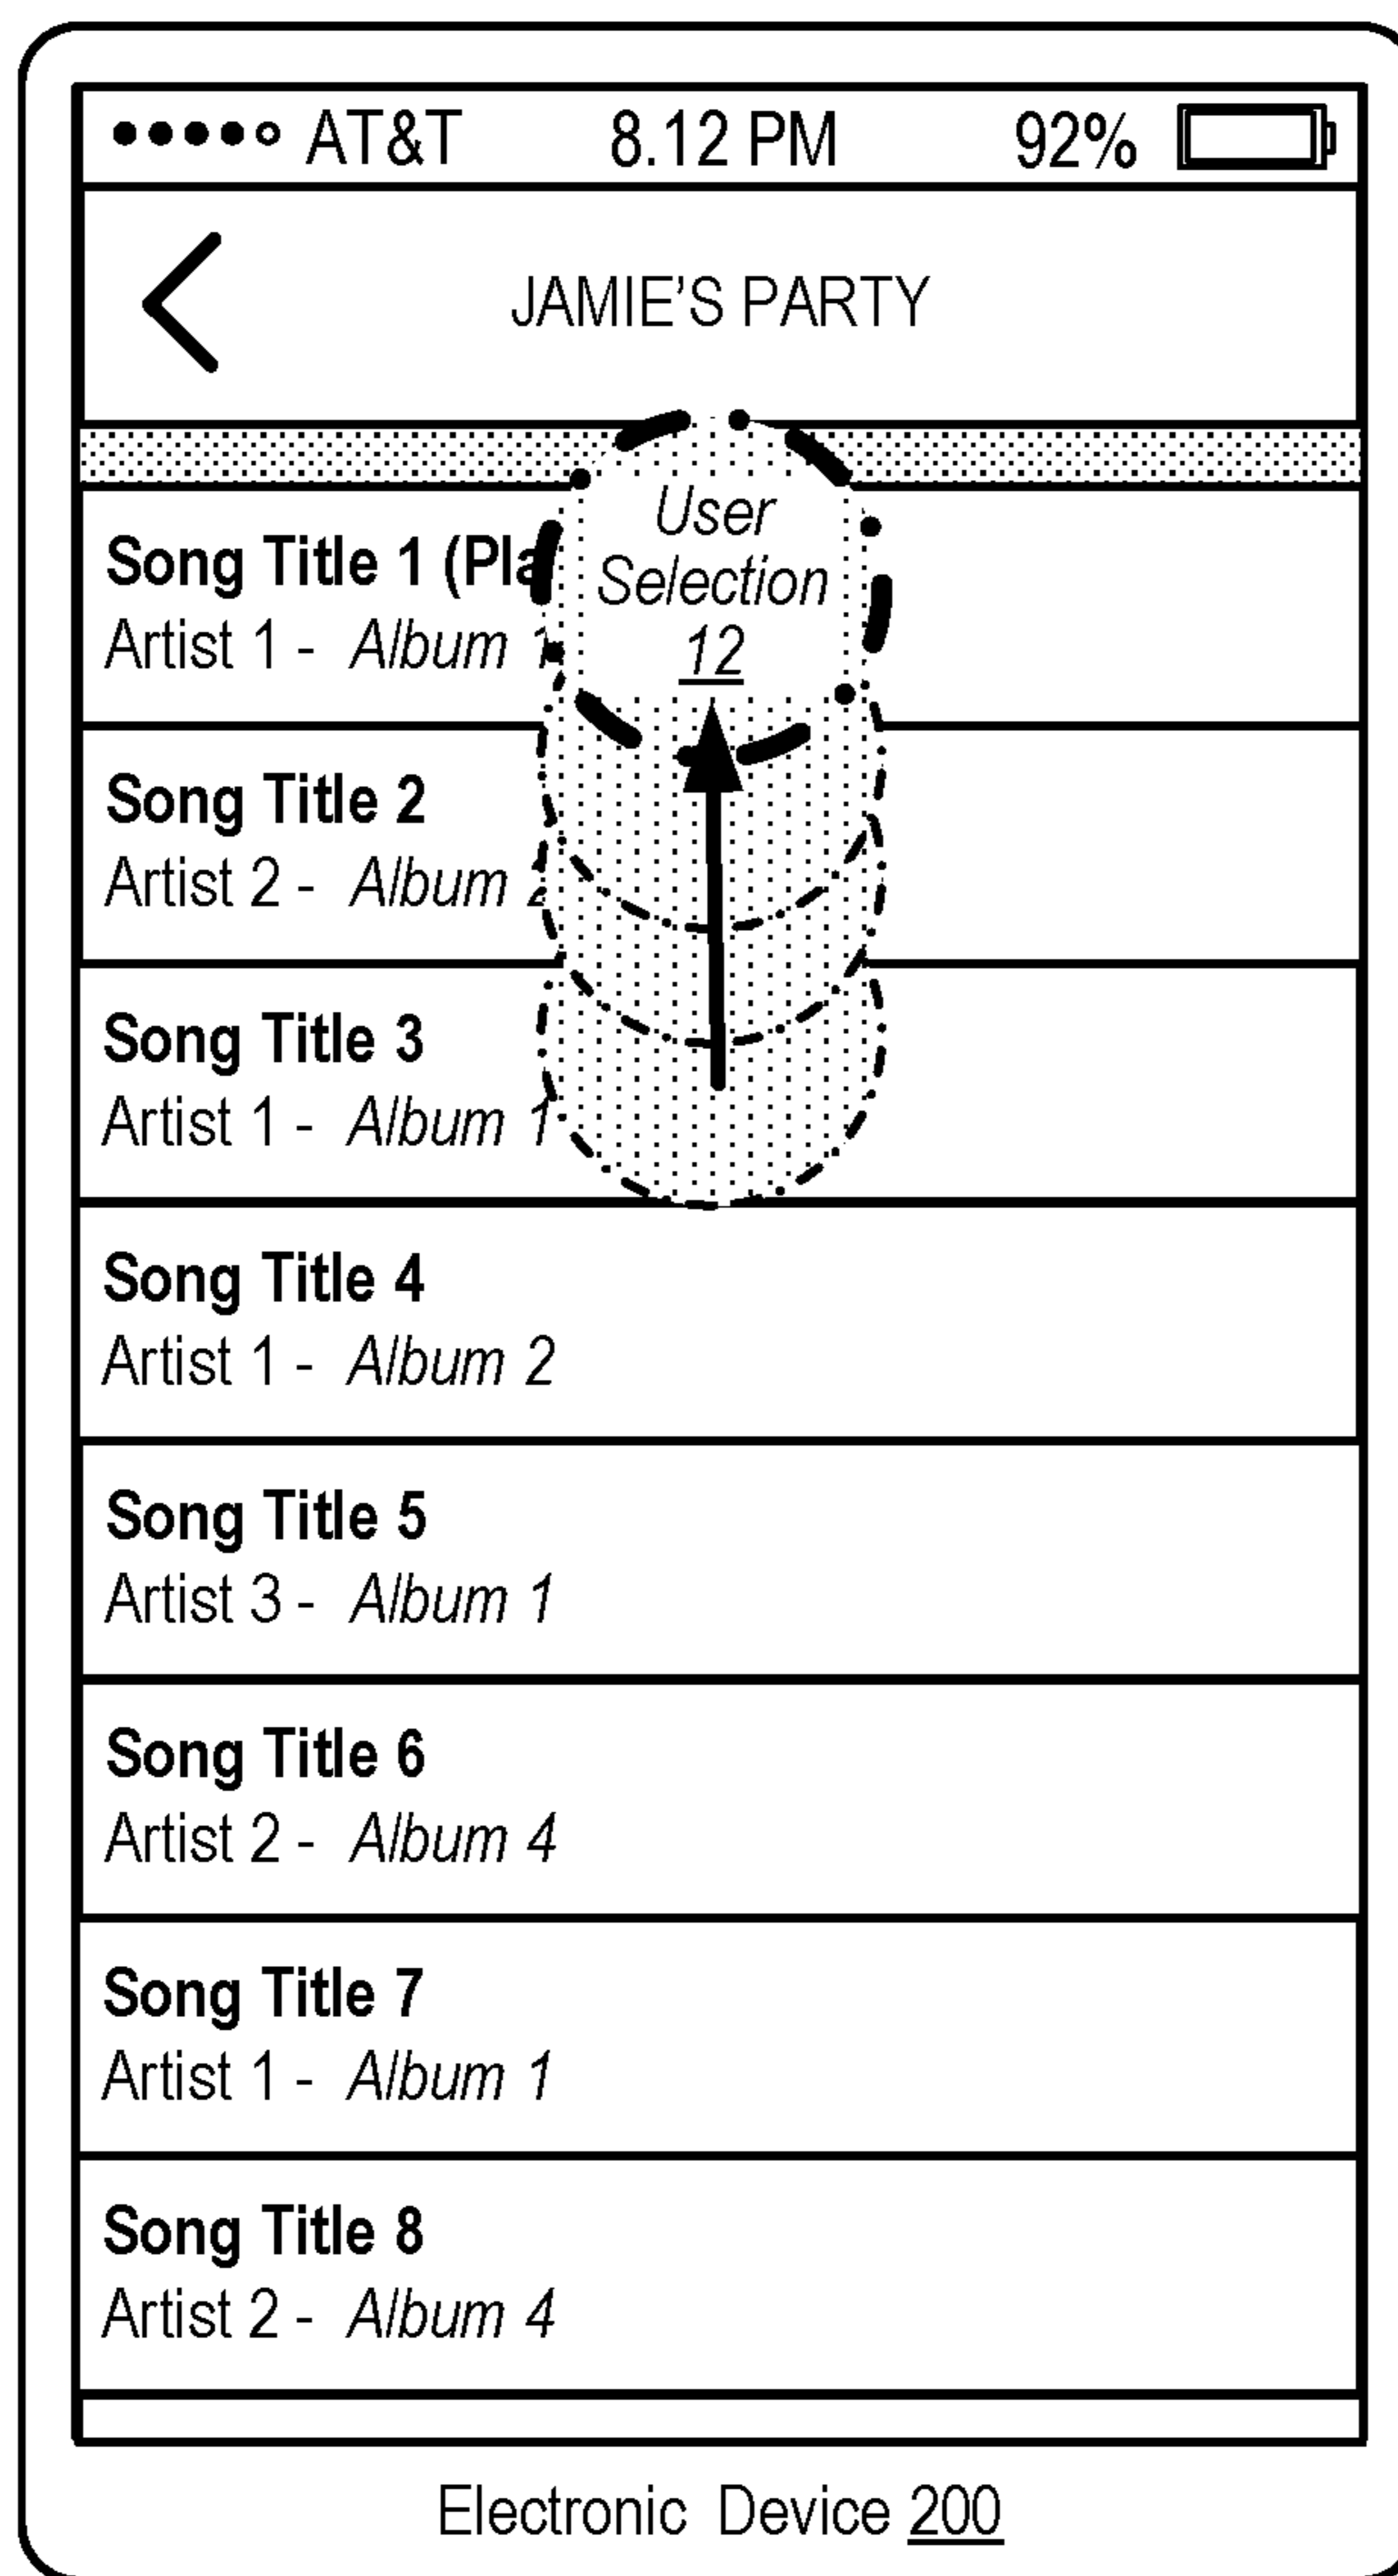 AT&T 8.12 PM 92%
JAMIE'S PARTY
User
Selection
12
Song Title 1
Artist 1 - Album 1
Song Title 2
Artist 2 - Album
Song Title 3
Artist 1 - Album 1
Song Title 4
Artist 1 - Album 2
Song Title 5
Artist 3 - Album 1
Song Title 6
Artist 2 - Album 4
Song Title 7
Artist 1 - Album 1
Song Title 8
Artist 2 - Album 4
Electronic Device 200